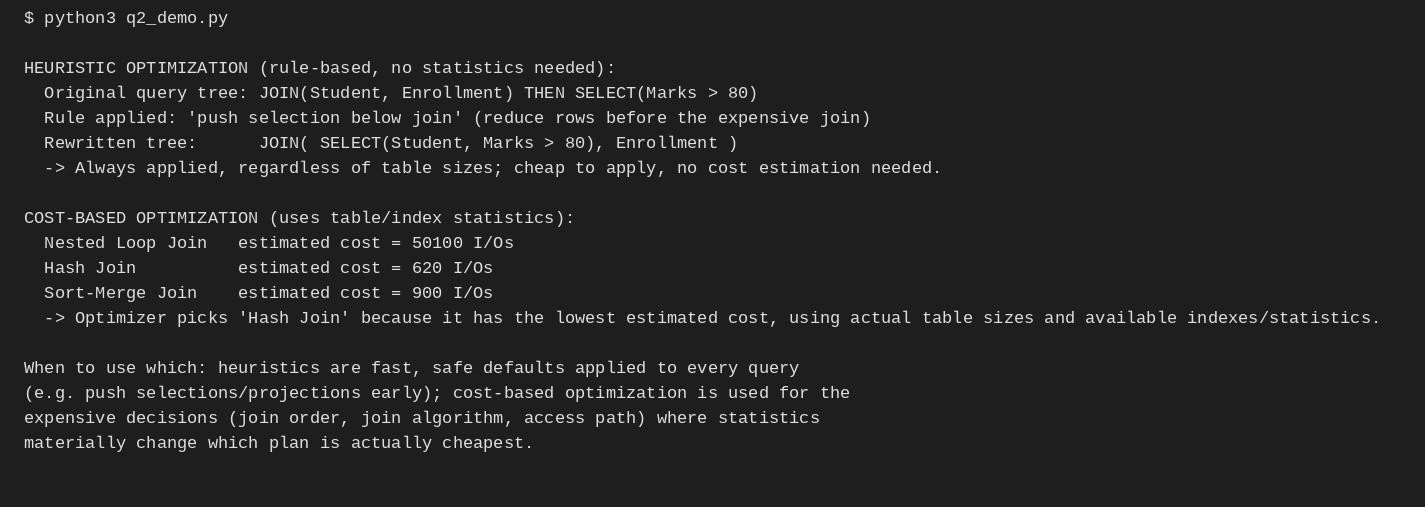 $ python3 q2_demo.py
HEURISTIC OPTIMIZATION (rule-based, no statistics needed):
Original query tree: JOIN(Student, Enrollment) THEN SELECT(Marks > 80)
Rule applied: 'push selection below join' (reduce rows before the expensive join)
Rewritten tree:      JOIN( SELECT(Student, Marks > 80), Enrollment )
-> Always applied, regardless of table sizes; cheap to apply, no cost estimation needed.
COST-BASED OPTIMIZATION (uses table/index statistics):
Nested Loop Join   estimated cost = 50100 I/Os
Hash Join          estimated cost = 620 I/Os
Sort-Merge Join    estimated cost = 900 I/Os
-> Optimizer picks 'Hash Join' because it has the lowest estimated cost, using actual table sizes and available indexes/statistics.
When to use which: heuristics are fast, safe defaults applied to every query
(e.g. push selections/projections early); cost-based optimization is used for the
expensive decisions (join order, join algorithm, access path) where statistics
materially change which plan is actually cheapest.